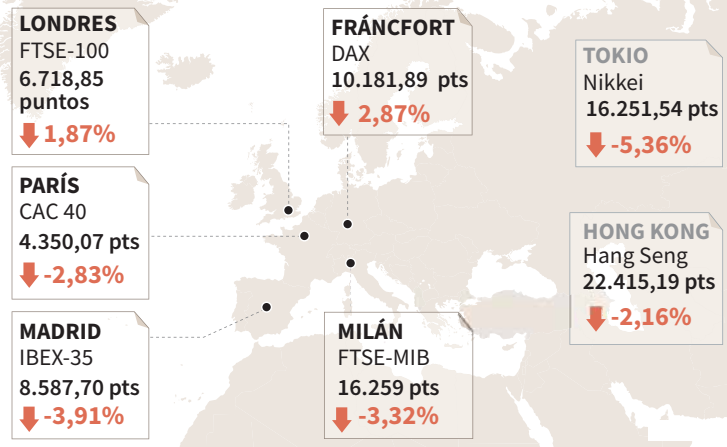 LONDRES
FTSE-100
6.718,85
puntos
1,87%
FRÁNCFORT
DAX
10.181,89 pts
2,87%
TOKIO
Nikkei
16.251,54 pts
-5,36%
PARÍS
CAC 40
4.350,07 pts
-2,83%
HONG KONG
Hang Seng
22.415,19 pts
-2,16%
MADRID
IBEX-35
8.587,70 pts
-3,91%
MILÁN
FTSE-MIB
16.259 pts
-3,32%